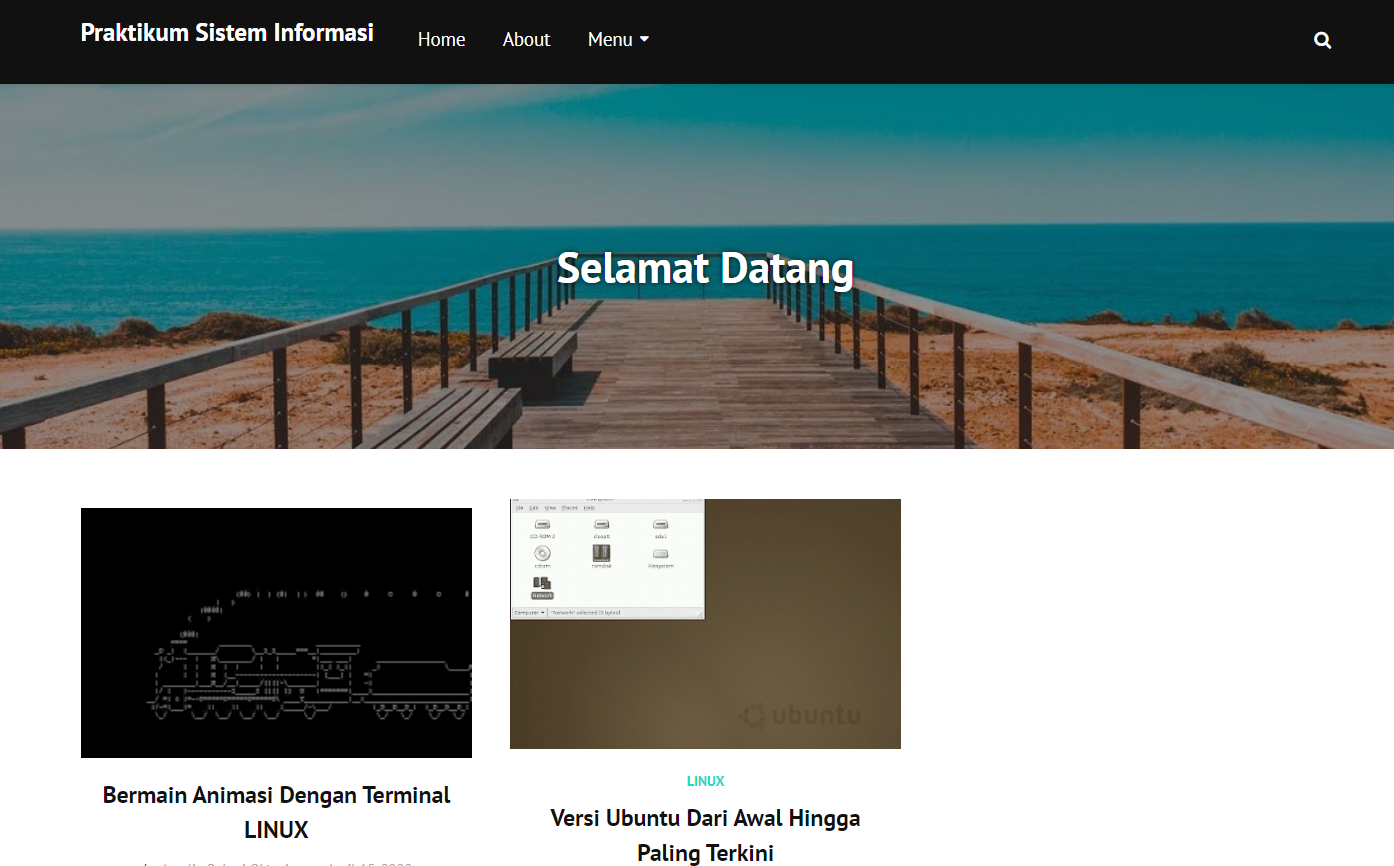 Praktikum Sistem Informasi
Home
About
Menu
Selamat Datang
File Edit View Places Help
CD-ROM 2
sda1
cdrom
ramdisk
Filesystem
Network
Computer
"Network" selected (0 bytes)
ubuntu
Bermain Animasi Dengan Terminal
LINUX
LINUX
Versi Ubuntu Dari Awal Hingga
Paling Terkini